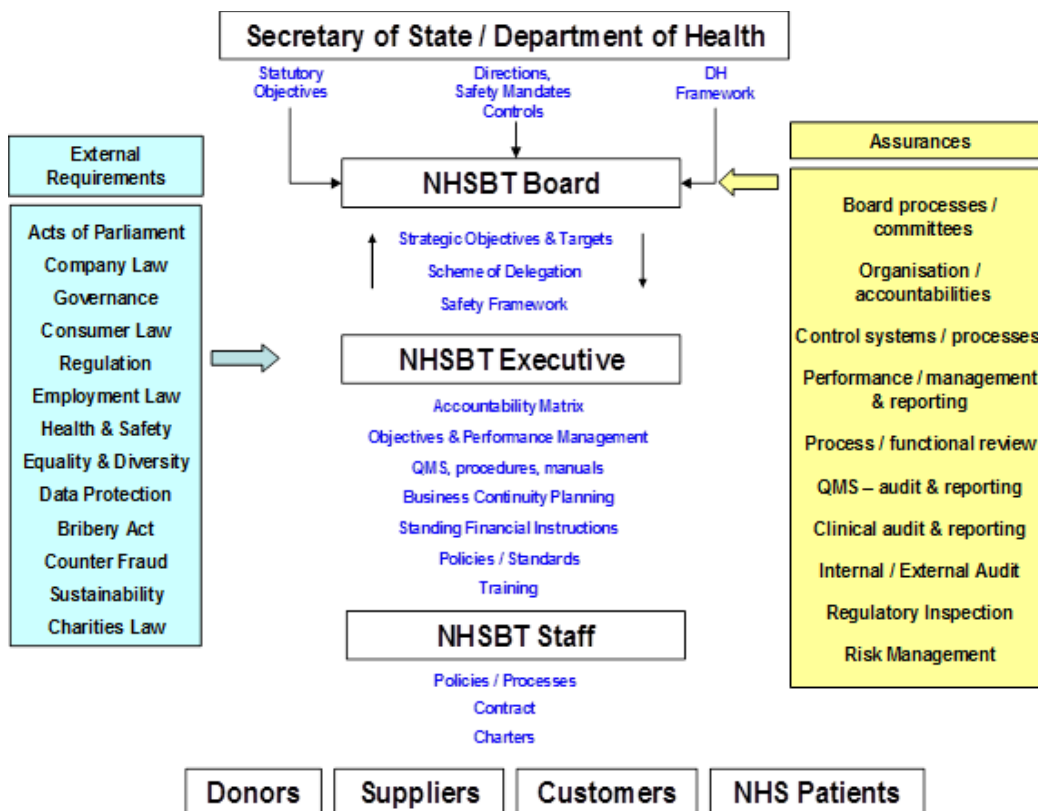 Secretary of State / Department of Health
Statutory
Objectives
Directions,
Safety Mandates
Controls
DH
Framework
External
Requirements
Acts of Parliament
Company Law
Governance
Consumer Law
Regulation
Employment Law
Health & Safety
Equality & Diversity
Data Protection
Bribery Act
Counter Fraud
Sustainability
Charities Law
NHSBT Board
Strategic Objectives & Targets
Scheme of Delegation
Safety Framework
NHSBT Executive
Accountability Matrix
Objectives & Performance Management
QMS, procedures, manuals
Business Continuity Planning
Standing Financial Instructions
Policies / Standards
Training
NHSBT Staff
Policies / Processes
Contract
Charters
Assurances
Board processes /
committees
Organisation /
accountabilities
Control systems / processes
Performance / management
& reporting
Process / functional review
QMS – audit & reporting
Clinical audit & reporting
Internal / External Audit
Regulatory Inspection
Risk Management
Donors
Suppliers
Customers
NHS Patients